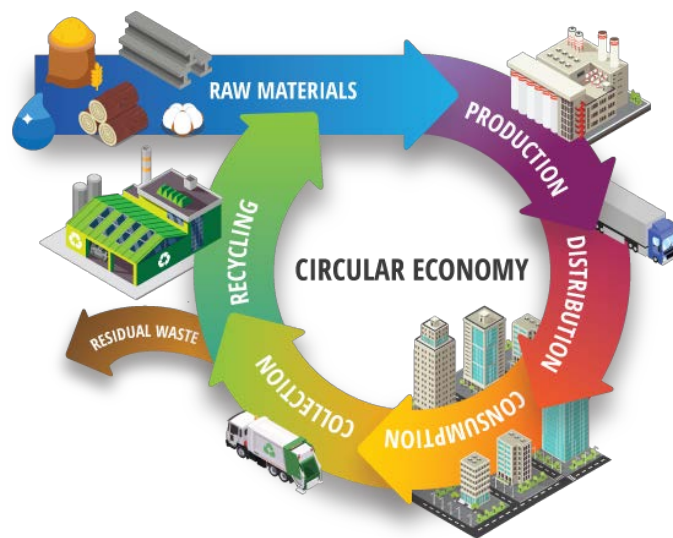 RAW MATERIALS
PRODUCTION
DISTRIBUTION
CONSUMPTION
COLLECTION
RECYCLING
RESIDUAL WASTE
CIRCULAR ECONOMY